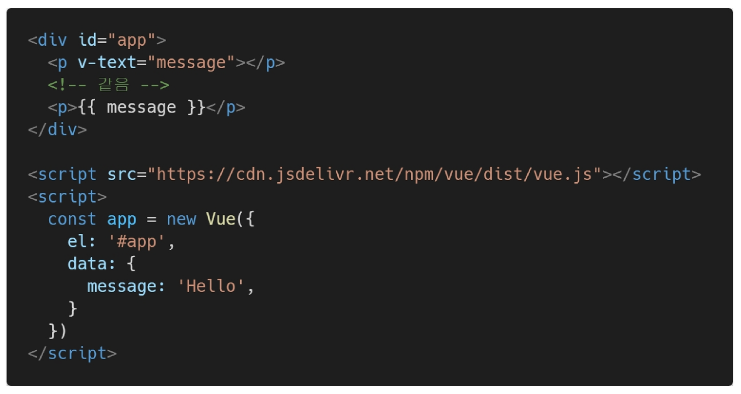 <div id="app">
  <p v-text="message"></p>
  <!-- 같음 -->
  <p>{{ message }}</p>
</div>

<script src="https://cdn.jsdelivr.net/npm/vue/dist/vue.js"></script>
<script>
  const app = new Vue({
    el: '#app',
    data: {
      message: 'Hello',
    }
  })
</script>